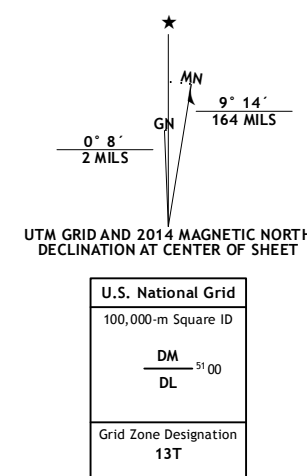 ★
MN
GN
9° 14´
164 MILS
0° 8´
2 MILS
UTM GRID AND 2014 MAGNETIC NORTH
DECLINATION AT CENTER OF SHEET
U.S. National Grid
100,000-m Square ID
DM
51 00
DL
Grid Zone Designation
13T